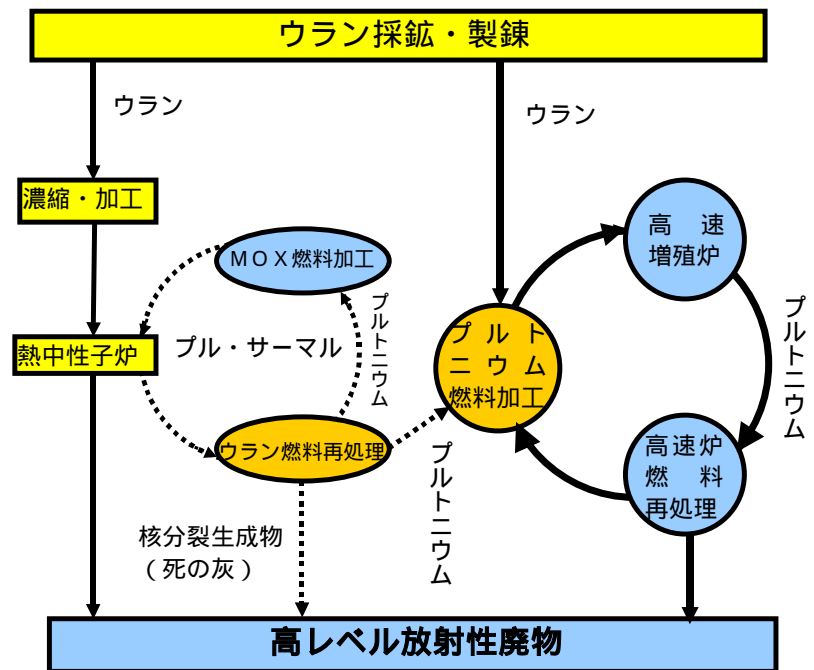 ウラン採鉱・製錬
ウラン
ウラン
濃縮・加工
高 速
増殖炉
MOX燃料加工
プルトニウム
プルトニウム
熱中性子炉
プル・サーマル
プルト
ニウム
燃料加工
ウラン燃料再処理
プルトニウム
高速炉
燃 料
再処理
核分裂生成物
(死の灰)
高レベル放射性廃物